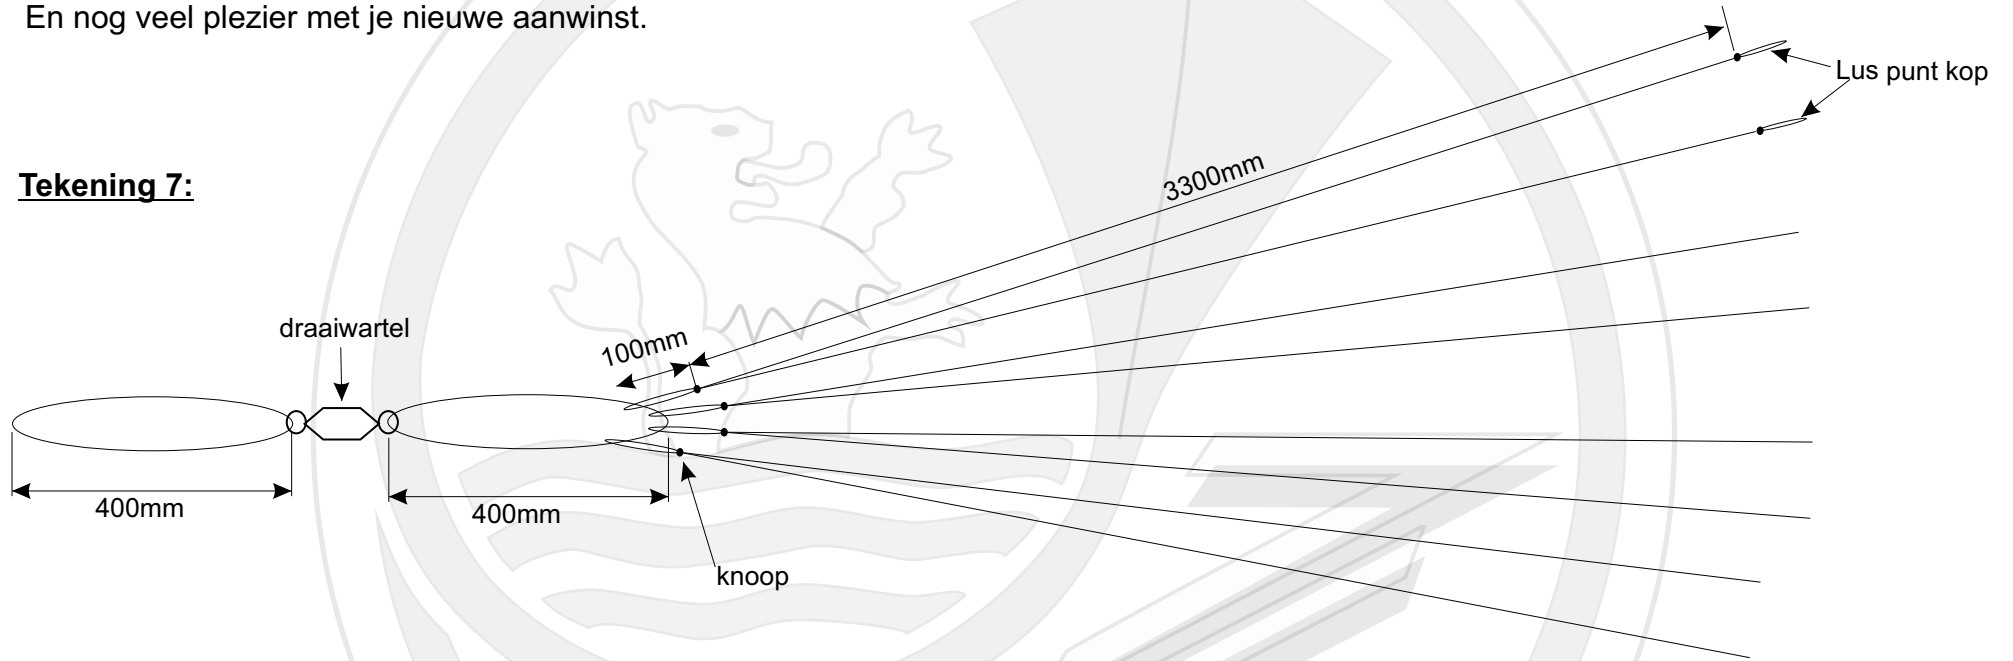 En nog veel plezier met je nieuwe aanwinst.
Lus punt kop
3300mm
Tekening 7:
draaiwartel
100mm
400mm
400mm
knoop